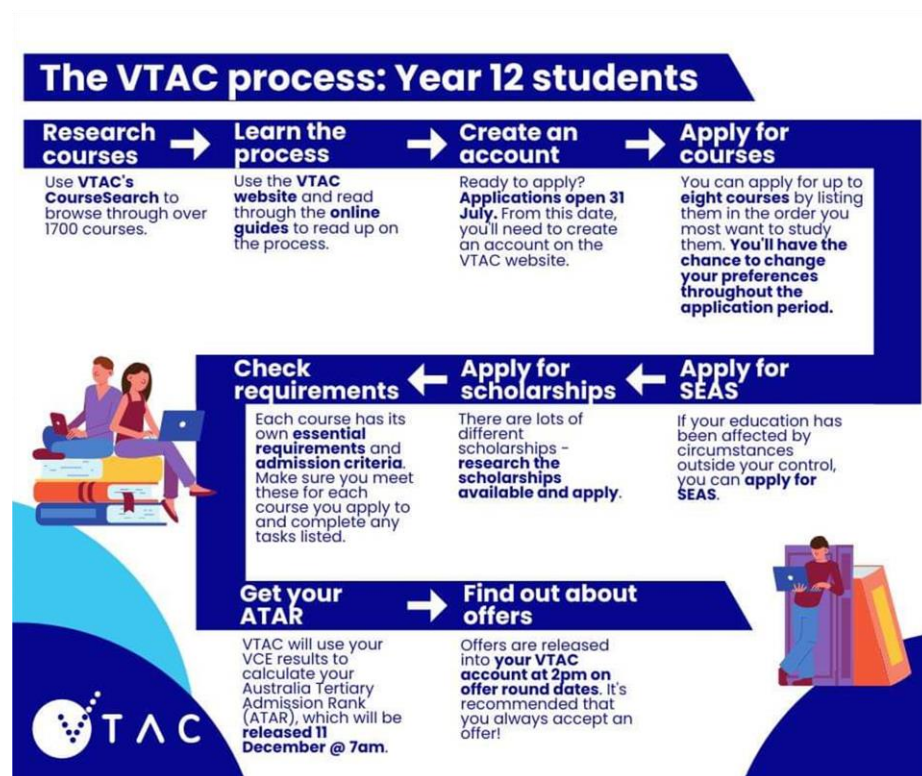 The VTAC process: Year 12 students
Research
courses
Use VTAC's
CourseSearch to
browse through over
1700 courses.
Learn the
process
Use the VTAC
website and read
through the online
guides to read up on
the process.
Create an
account
Ready to apply?
Applications open 31
July. From this date,
you'll need to create
an account on the
VTAC website.
Apply for
courses
You can apply for up to
eight courses by listing
them in the order you
most want to study
them. You'll have the
chance to change
your preferences
throughout the
application period.
Apply for
SEAS
If your education has
been affected by
circumstances
outside your control,
you can apply for
SEAS.
Apply for
scholarships
There are lots of
different
scholarships -
research the
scholarships
available and apply.
Check
requirements
Each course has its
own essential
requirements and
admission criteria.
Make sure you meet
these for each
course you apply to
and complete any
tasks listed.
Get your
ATAR
VTAC will use your
VCE results to
calculate your
Australia Tertiary
Admission Rank
(ATAR), which will be
released 11
December @ 7am.
Find out about
offers
Offers are released
into your VTAC
account at 2pm on
offer round dates. It's
recommended that
you always accept an
offer!
VTAC